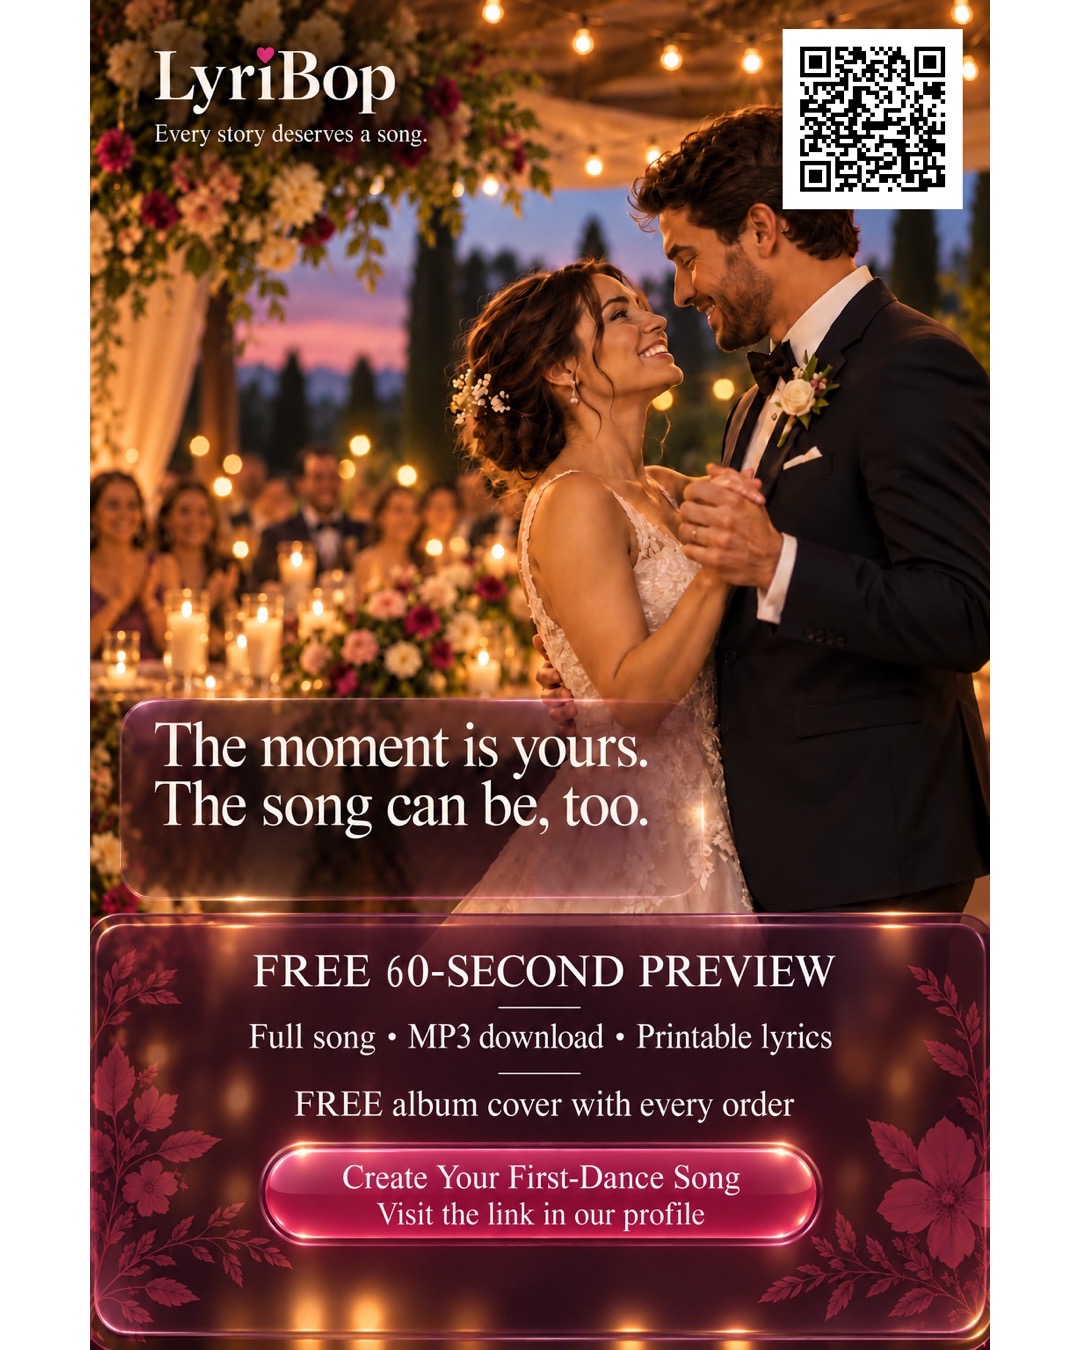 LyriBop
Every story deserves a song.
The moment is yours.
The song can be, too.
FREE 60-SECOND PREVIEW
Full song • MP3 download • Printable lyrics
FREE album cover with every order
Create Your First-Dance Song
Visit the link in our profile